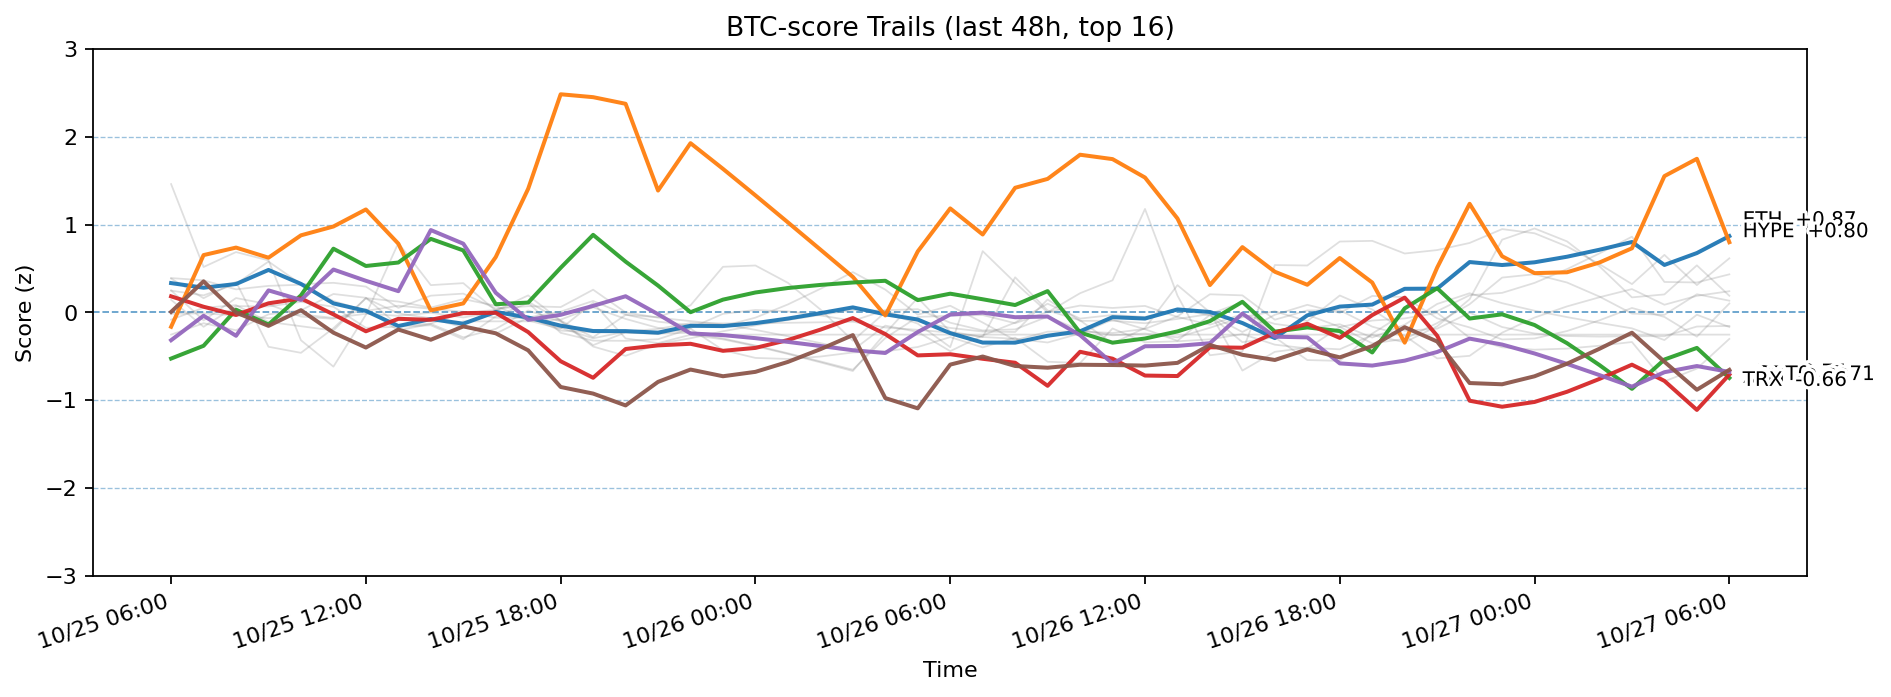 BTC-score Trails (last 48h, top 16)
3
2
1
0
−1
−2
−3
Score (z)
ETH +0.87
HYPE +0.80
71
TRX -0.66
10/25 06:00
10/25 12:00
10/25 18:00
10/26 00:00
10/26 06:00
10/26 12:00
10/26 18:00
10/27 00:00
10/27 06:00
Time